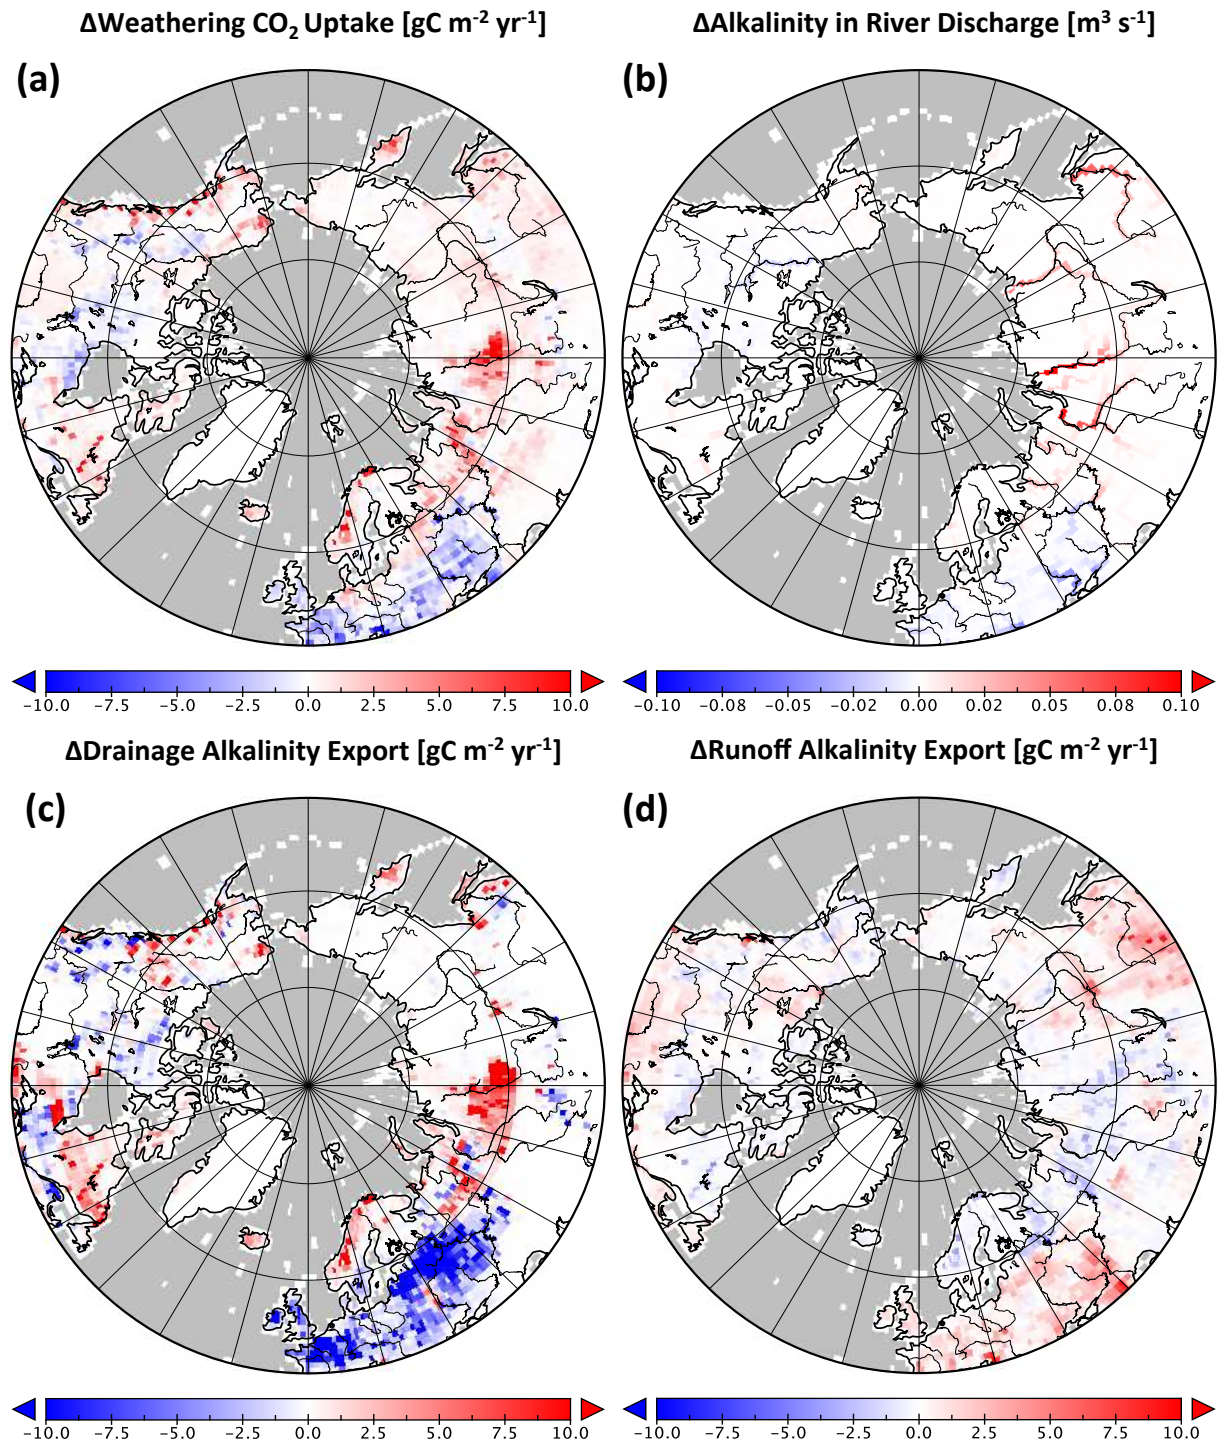 ΔWeathering CO₂ Uptake [gC m⁻² yr⁻¹]
ΔAlkalinity in River Discharge [m³ s⁻¹]
(a)
(b)
−10.0 −7.5 −5.0 −2.5 0.0 2.5 5.0 7.5 10.0
−0.10 −0.08 −0.05 −0.02 0.00 0.02 0.05 0.08 0.10
ΔDrainage Alkalinity Export [gC m⁻² yr⁻¹]
ΔRunoff Alkalinity Export [gC m⁻² yr⁻¹]
(c)
(d)
−10.0 −7.5 −5.0 −2.5 0.0 2.5 5.0 7.5 10.0
−10.0 −7.5 −5.0 −2.5 0.0 2.5 5.0 7.5 10.0